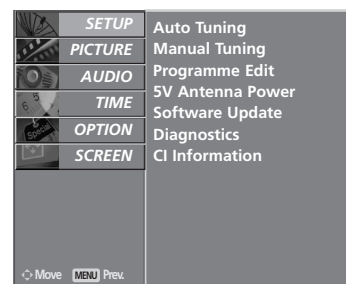 SETUP
PICTURE
AUDIO
TIME
OPTION
SCREEN
Auto Tuning
Manual Tuning
Programme Edit
5V Antenna Power
Software Update
Diagnostics
CI Information
Move MENU Prev.